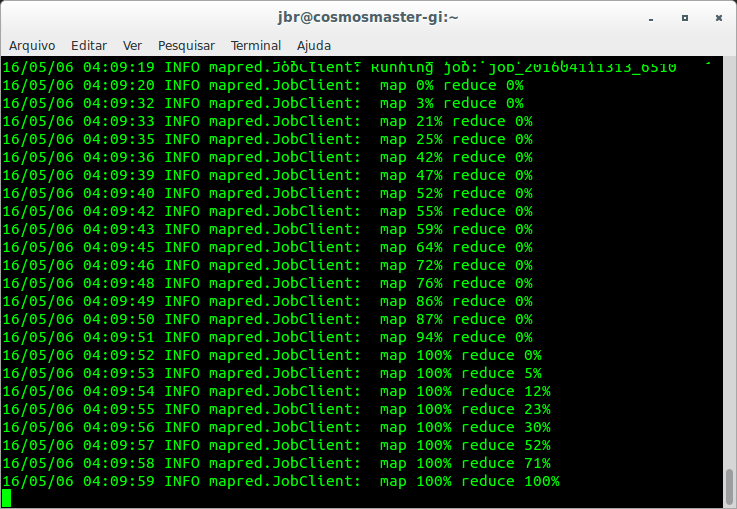 jbr@cosmosmaster-gi:~
Arquivo Editar Ver Pesquisar Terminal Ajuda
16/05/06 04:09:19 INFO mapred.JobClient: Running job: job_201604111313_6510
16/05/06 04:09:20 INFO mapred.JobClient:  map 0% reduce 0%
16/05/06 04:09:32 INFO mapred.JobClient:  map 3% reduce 0%
16/05/06 04:09:33 INFO mapred.JobClient:  map 21% reduce 0%
16/05/06 04:09:35 INFO mapred.JobClient:  map 25% reduce 0%
16/05/06 04:09:36 INFO mapred.JobClient:  map 42% reduce 0%
16/05/06 04:09:39 INFO mapred.JobClient:  map 47% reduce 0%
16/05/06 04:09:40 INFO mapred.JobClient:  map 52% reduce 0%
16/05/06 04:09:42 INFO mapred.JobClient:  map 55% reduce 0%
16/05/06 04:09:43 INFO mapred.JobClient:  map 59% reduce 0%
16/05/06 04:09:45 INFO mapred.JobClient:  map 64% reduce 0%
16/05/06 04:09:46 INFO mapred.JobClient:  map 72% reduce 0%
16/05/06 04:09:48 INFO mapred.JobClient:  map 76% reduce 0%
16/05/06 04:09:49 INFO mapred.JobClient:  map 86% reduce 0%
16/05/06 04:09:50 INFO mapred.JobClient:  map 87% reduce 0%
16/05/06 04:09:51 INFO mapred.JobClient:  map 94% reduce 0%
16/05/06 04:09:52 INFO mapred.JobClient:  map 100% reduce 0%
16/05/06 04:09:53 INFO mapred.JobClient:  map 100% reduce 5%
16/05/06 04:09:54 INFO mapred.JobClient:  map 100% reduce 12%
16/05/06 04:09:55 INFO mapred.JobClient:  map 100% reduce 23%
16/05/06 04:09:56 INFO mapred.JobClient:  map 100% reduce 30%
16/05/06 04:09:57 INFO mapred.JobClient:  map 100% reduce 52%
16/05/06 04:09:58 INFO mapred.JobClient:  map 100% reduce 71%
16/05/06 04:09:59 INFO mapred.JobClient:  map 100% reduce 100%